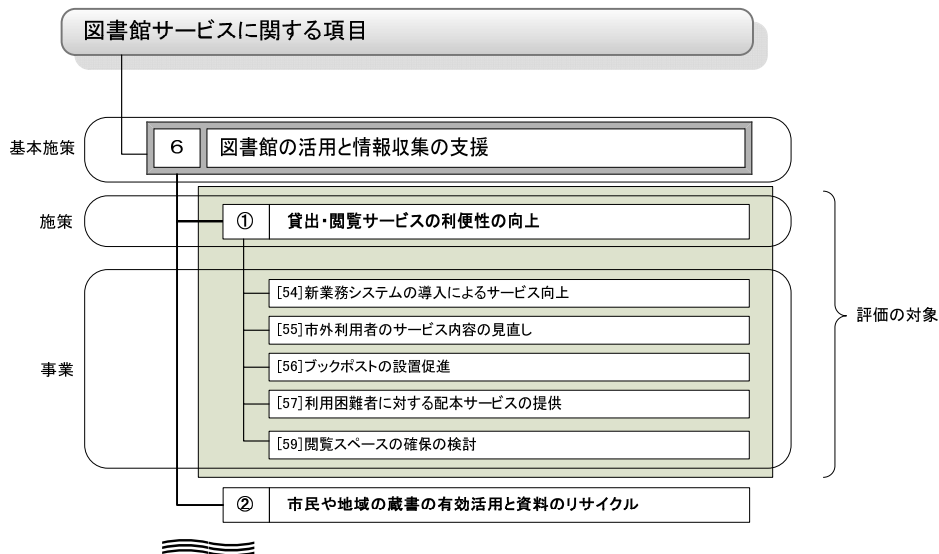 図書館サービスに関する項目
基本施策
6 図書館の活用と情報収集の支援
施策
① 貸出・閲覧サービスの利便性の向上
[54]新業務システムの導入によるサービス向上
[55]市外利用者のサービス内容の見直し
評価の対象
[56]ブックポストの設置促進
事業
[57]利用困難者に対する配本サービスの提供
[59]閲覧スペースの確保の検討
② 市民や地域の蔵書の有効活用と資料のリサイクル